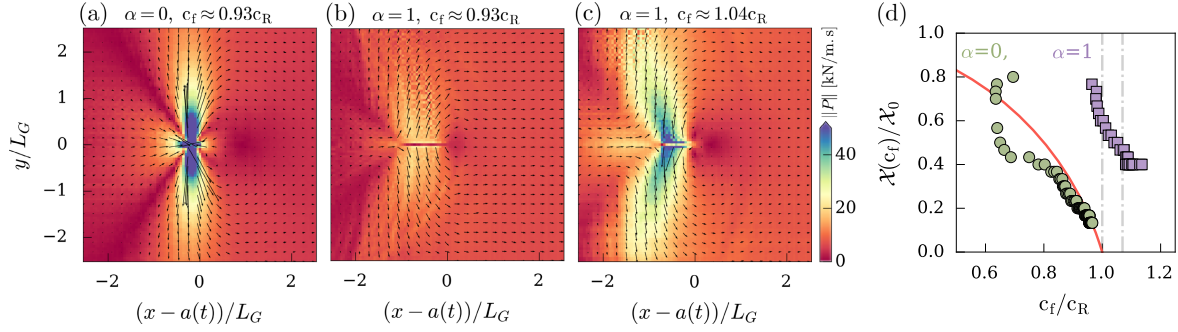 (a) α = 0, c_f ≈ 0.93c_R
(b) α = 1, c_f ≈ 0.93c_R
(c) α = 1, c_f ≈ 1.04c_R
(d)
y/L_G
2
1
0
−1
−2
−2 0 2
(x − a(t))/L_G
−2 0 2
(x − a(t))/L_G
−2 0 2
(x − a(t))/L_G
||P|| [kN/m.s]
40
20
0
𝒳(c_f)/𝒳_0
1.0
0.8
0.6
0.4
0.2
0.0
α = 0, α = 1
0.6 0.8 1.0 1.2
c_f/c_R